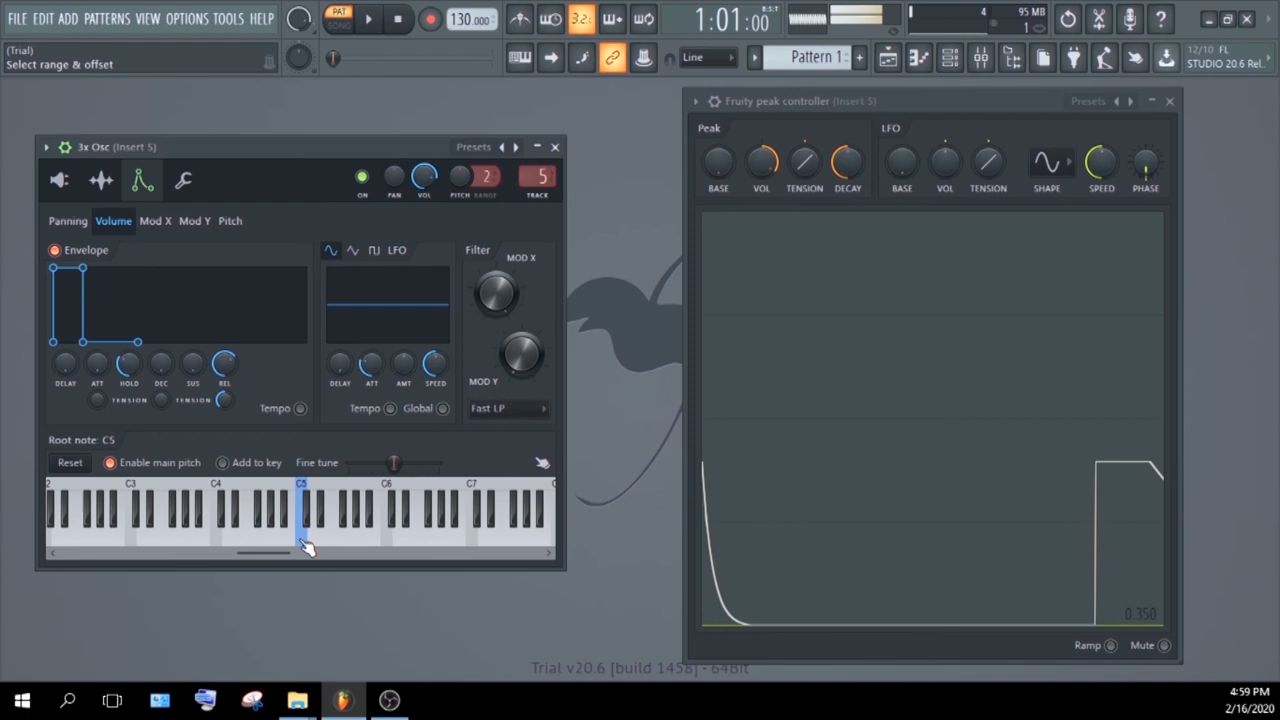 FILE EDIT ADD PATTERNS VIEW OPTIONS TOOLS HELP
PAT
SONG
130.000
3.2:
1:01:00
B:S:T
4
95 MB
1
(Trial)
Select range & offset
Line
Pattern 1
12/10 FL
STUDIO 20.6 Rel..
3x Osc (Insert 5)
Presets
ON
PAN
VOL
PITCH
2
RANGE
5
TRACK
Panning
Volume
Mod X
Mod Y
Pitch
Envelope
LFO
Filter
MOD X
MOD Y
DELAY
ATT
HOLD
DEC
SUS
REL
TENSION
TENSION
Tempo
DELAY
ATT
AMT
SPEED
Tempo
Global
Fast LP
Root note: C5
Reset
Enable main pitch
Add to key
Fine tune
2
C3
C4
C5
C6
C7
Fruity peak controller (Insert 5)
Presets
Peak
BASE
VOL
TENSION
DECAY
LFO
BASE
VOL
TENSION
SHAPE
SPEED
PHASE
0.350
Ramp
Mute
Trial v20.6 [build 1458] - 64Bit
4:59 PM
2/16/2020